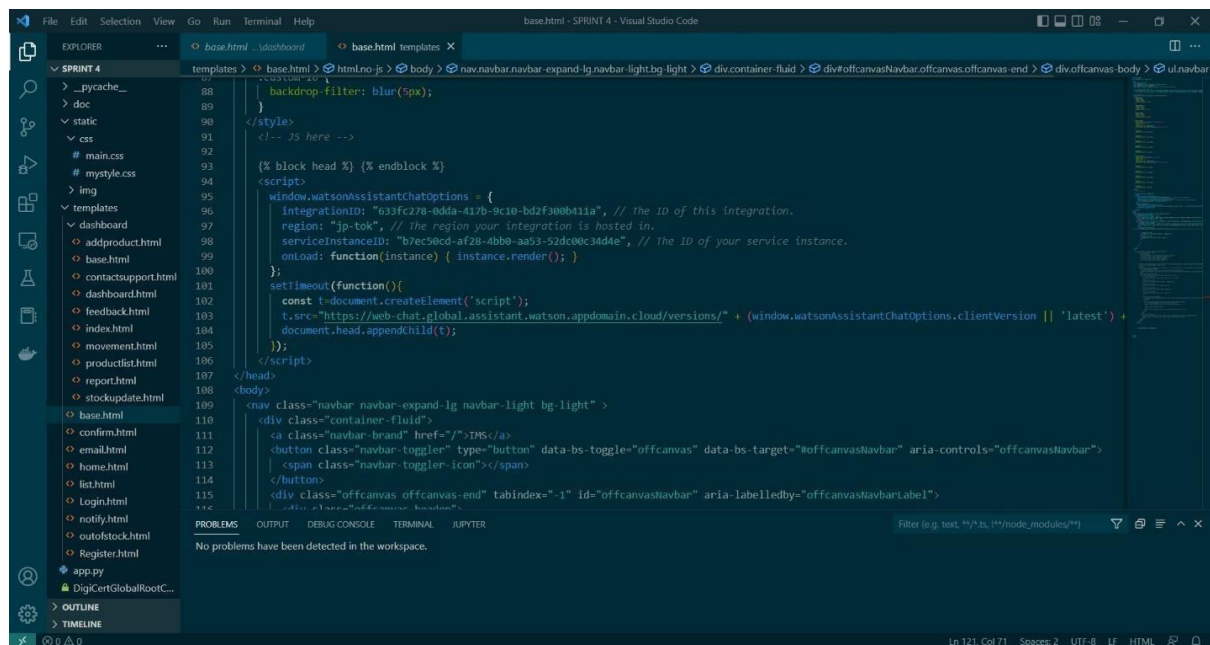 File Edit Selection View Go Run Terminal Help
base.html - SPRINT 4 - Visual Studio Code
EXPLORER
base.html ...\dashboard
base.html templates
SPRINT 4
__pycache__
doc
static
css
main.css
mystyle.css
img
templates
dashboard
addproduct.html
base.html
contactsupport.html
dashboard.html
feedback.html
index.html
movement.html
productlist.html
report.html
stockupdate.html
base.html
confirm.html
email.html
home.html
list.html
Login.html
notify.html
outofstock.html
Register.html
app.py
DigiCertGlobalRootC...
OUTLINE
TIMELINE
templates > base.html > html.no-js > body > nav.navbar.navbar-expand-lg.navbar-light.bg-light > div.container-fluid > div#offcanvasNavbar.offcanvas.offcanvas-end > div.offcanvas-body > ul.navbar
88 backdrop-filter: blur(5px);
89 }
90 </style>
91 <!-- JS here -->
92
93 {% block head %} {% endblock %}
94 <script>
95 window.watsonAssistantChatOptions = {
96 integrationID: "633fc278-0dda-417b-9c10-bd2f300b411a", // The ID of this integration.
97 region: "jp-tok", // The region your integration is hosted in.
98 serviceInstanceID: "b7ec50cd-af28-4bb0-aa53-52dc00c34d4e", // The ID of your service instance.
99 onLoad: function(instance) { instance.render(); }
100 };
101 setTimeout(function(){
102 const t=document.createElement('script');
103 t.src="https://web-chat.global.assistant.watson.appdomain.cloud/versions/" + (window.watsonAssistantChatOptions.clientVersion || 'latest') +
104 document.head.appendChild(t);
105 });
106 </script>
107 </head>
108 <body>
109 <nav class="navbar navbar-expand-lg navbar-light bg-light" >
110 <div class="container-fluid">
111 <a class="navbar-brand" href="/">IMS</a>
112 <button class="navbar-toggler" type="button" data-bs-toggle="offcanvas" data-bs-target="#offcanvasNavbar" aria-controls="offcanvasNavbar">
113 <span class="navbar-toggler-icon"></span>
114 </button>
115 <div class="offcanvas offcanvas-end" tabindex="-1" id="offcanvasNavbar" aria-labelledby="offcanvasNavbarLabel">
PROBLEMS OUTPUT DEBUG CONSOLE TERMINAL JUPYTER
Filter (e.g. text, **/*.ts, !**/node_modules/**)
No problems have been detected in the workspace.
0 0
Ln 121, Col 71 Spaces: 2 UTF-8 LF HTML